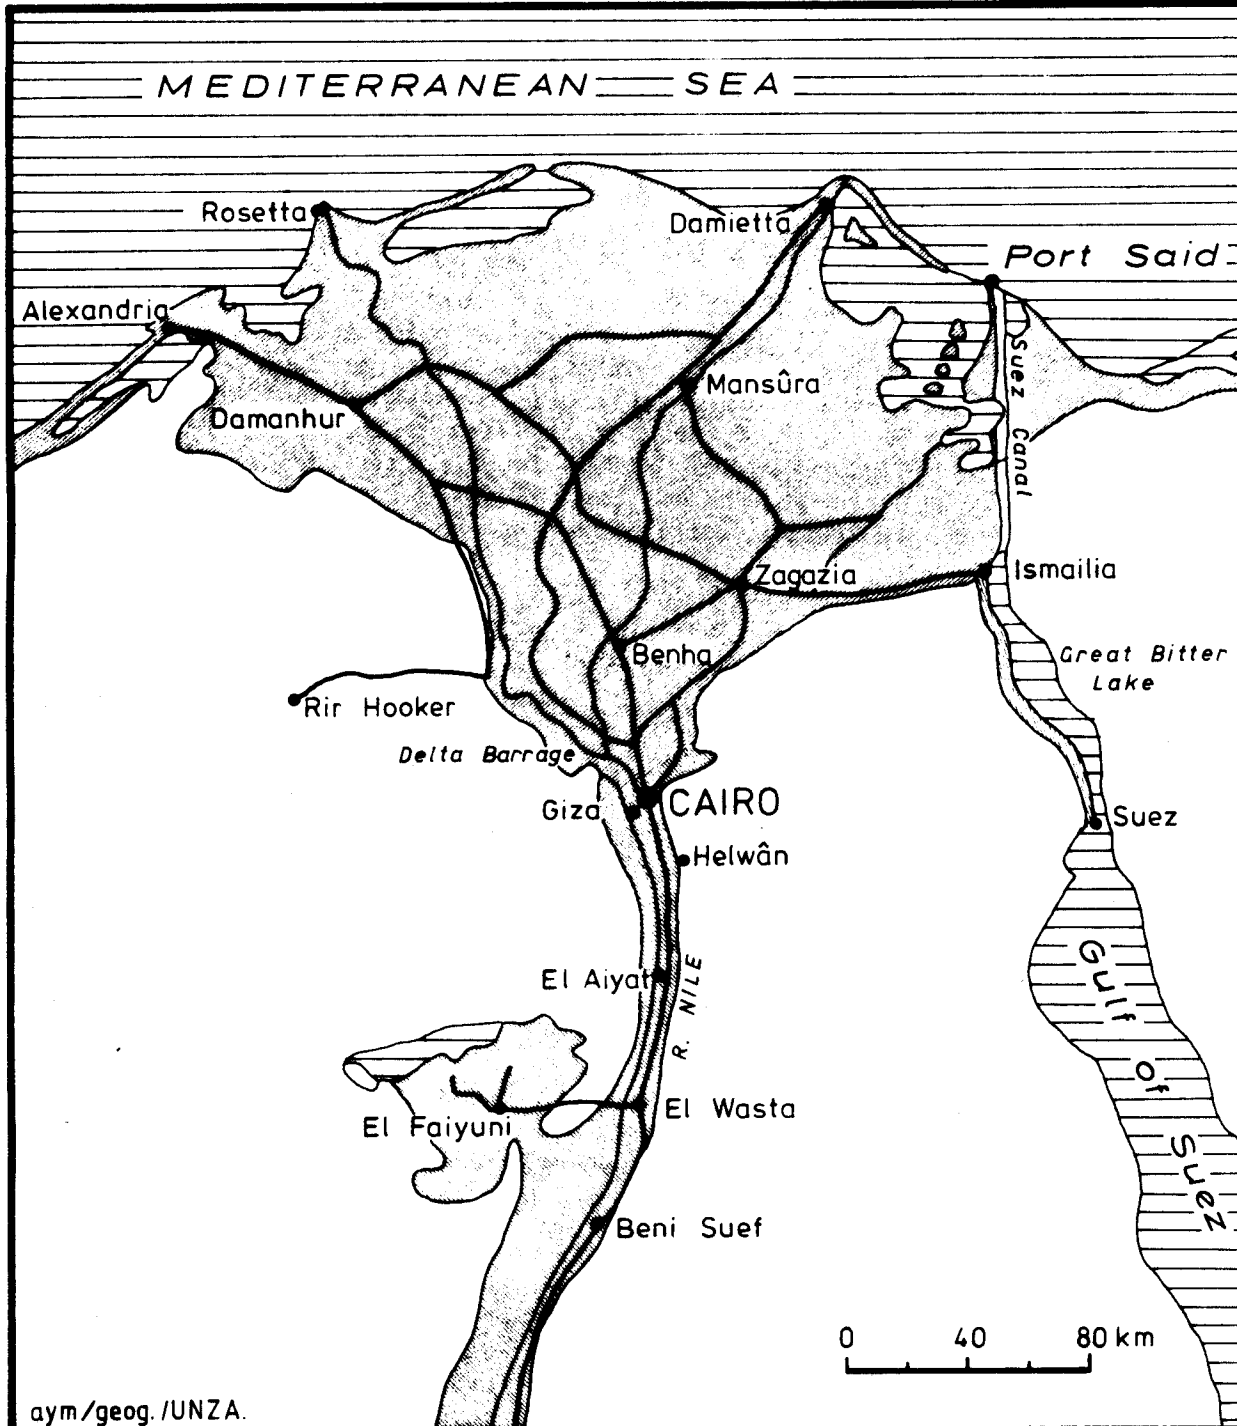 MEDITERRANEAN SEA
Rosetta
Damietta
Port Said
Alexandria
Suez Canal
Mansûra
Damanhur
Zagazia
Ismailia
Benha
Great Bitter
Lake
Rir Hooker
Delta Barrage
Giza
CAIRO
Suez
Helwân
Gulf of Suez
El Aiyat
R. NILE
El Wasta
El Faiyuni
Beni Suef
0 40 80 km
aym/geog./UNZA.